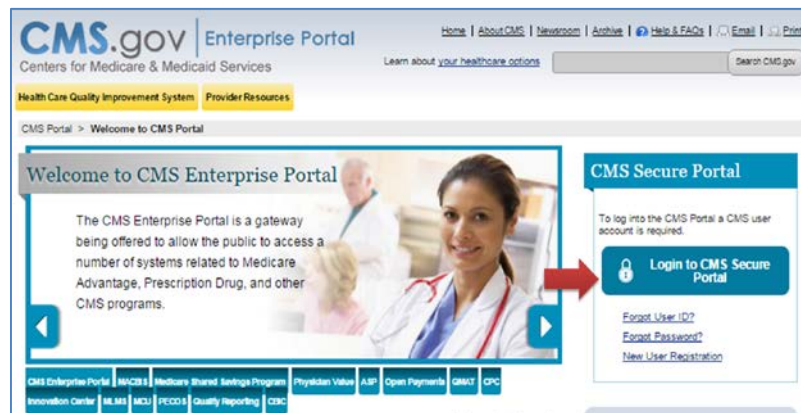 CMS.gov | Enterprise Portal
Centers for Medicare & Medicaid Services
Home | About CMS | Newsroom | Archive | Help & FAQs | Email | Print
Learn about your healthcare options
Search CMS.gov
Health Care Quality Improvement System
Provider Resources
CMS Portal > Welcome to CMS Portal
Welcome to CMS Enterprise Portal
The CMS Enterprise Portal is a gateway
being offered to allow the public to access a
number of systems related to Medicare
Advantage, Prescription Drug, and other
CMS programs.
CMS Secure Portal
To log into the CMS Portal a CMS user
account is required.
Login to CMS Secure
Portal
Forgot User ID?
Forgot Password?
New User Registration
CMS Enterprise Portal MACBIS Medicare Shared Savings Program Physician Value ASP Open Payments QMAT CPC
Innovation Center MLMS MCU PECOS Quality Reporting CBIC